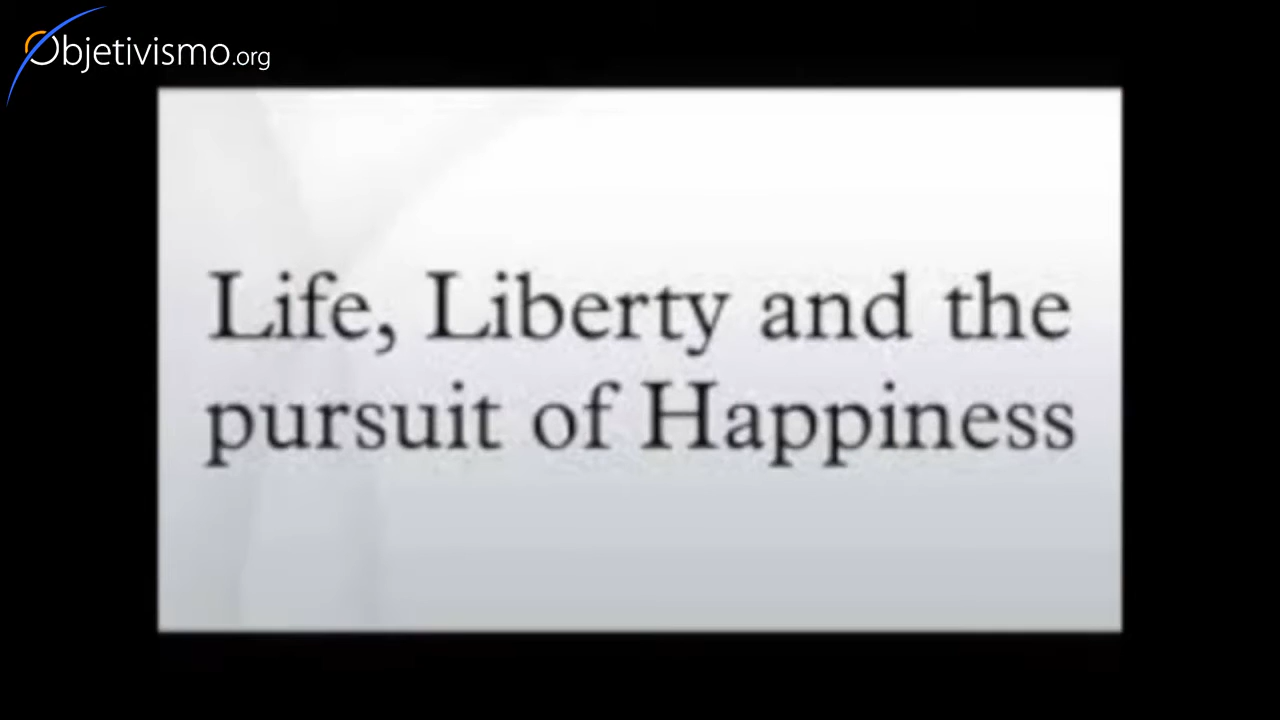 Objetivismo.org
Life, Liberty and the
pursuit of Happiness